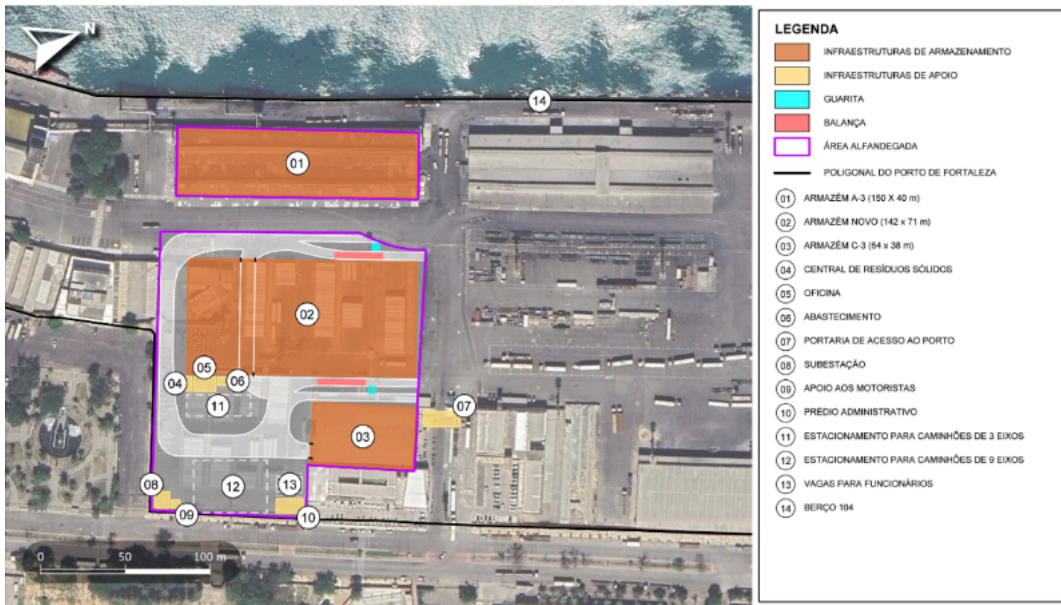 N
14
01
02
05
04
06
11
07
03
08
12
13
09
10
0 50 100 m
LEGENDA
INFRAESTRUTURAS DE ARMAZENAMENTO
INFRAESTRUTURAS DE APOIO
GUARITA
BALANÇA
ÁREA ALFANDEGADA
POLIGONAL DO PORTO DE FORTALEZA
01 ARMAZÉM A-3 (150 X 40 m)
02 ARMAZÉM NOVO (142 x 71 m)
03 ARMAZÉM C-3 (64 x 38 m)
04 CENTRAL DE RESÍDUOS SÓLIDOS
05 OFICINA
06 ABASTECIMENTO
07 PORTARIA DE ACESSO AO PORTO
08 SUBESTAÇÃO
09 APOIO AOS MOTORISTAS
10 PRÉDIO ADMINISTRATIVO
11 ESTACIONAMENTO PARA CAMINHÕES DE 3 EIXOS
12 ESTACIONAMENTO PARA CAMINHÕES DE 9 EIXOS
13 VAGAS PARA FUNCIONÁRIOS
14 BERÇO 104